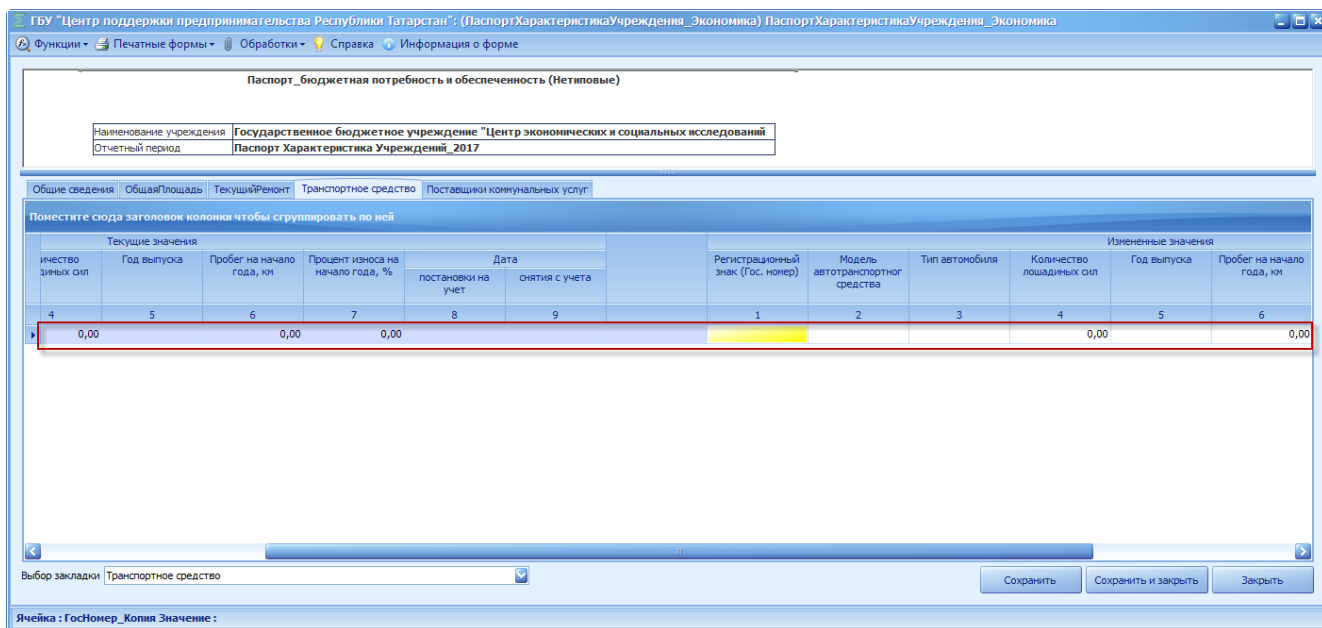 ГБУ "Центр поддержки предпринимательства Республики Татарстан": (ПаспортХарактеристикаУчреждения_Экономика) ПаспортХарактеристикаУчреждения_Экономика
Функции Печатные формы Обработки Справка Информация о форме
Паспорт_бюджетная потребность и обеспеченность (Нетиповые)
Наименование учреждения Государственное бюджетное учреждение "Центр экономических и социальных исследований
Отчетный период Паспорт Характеристика Учреждений_2017
Общие сведения ОбщаяПлощадь ТекущийРемонт Транспортное средство Поставщики коммунальных услуг
Поместите сюда заголовок колонки чтобы сгруппировать по ней
Текущие значения Измененные значения
ичество Год выпуска Пробег на начало Процент износа на Дата Регистрационный Модель Тип автомобиля Количество Год выпуска Пробег на начало
диных сил года, км начало года, % знак (Гос. номер) автотранспортног лошадиных сил года, км
постановки на снятия с учета средства
учет
4 5 6 7 8 9 1 2 3 4 5 6
0,00 0,00 0,00 0,00 0,00
Выбор закладки Транспортное средство Сохранить Сохранить и закрыть Закрыть
Ячейка : ГосНомер_Копия Значение :